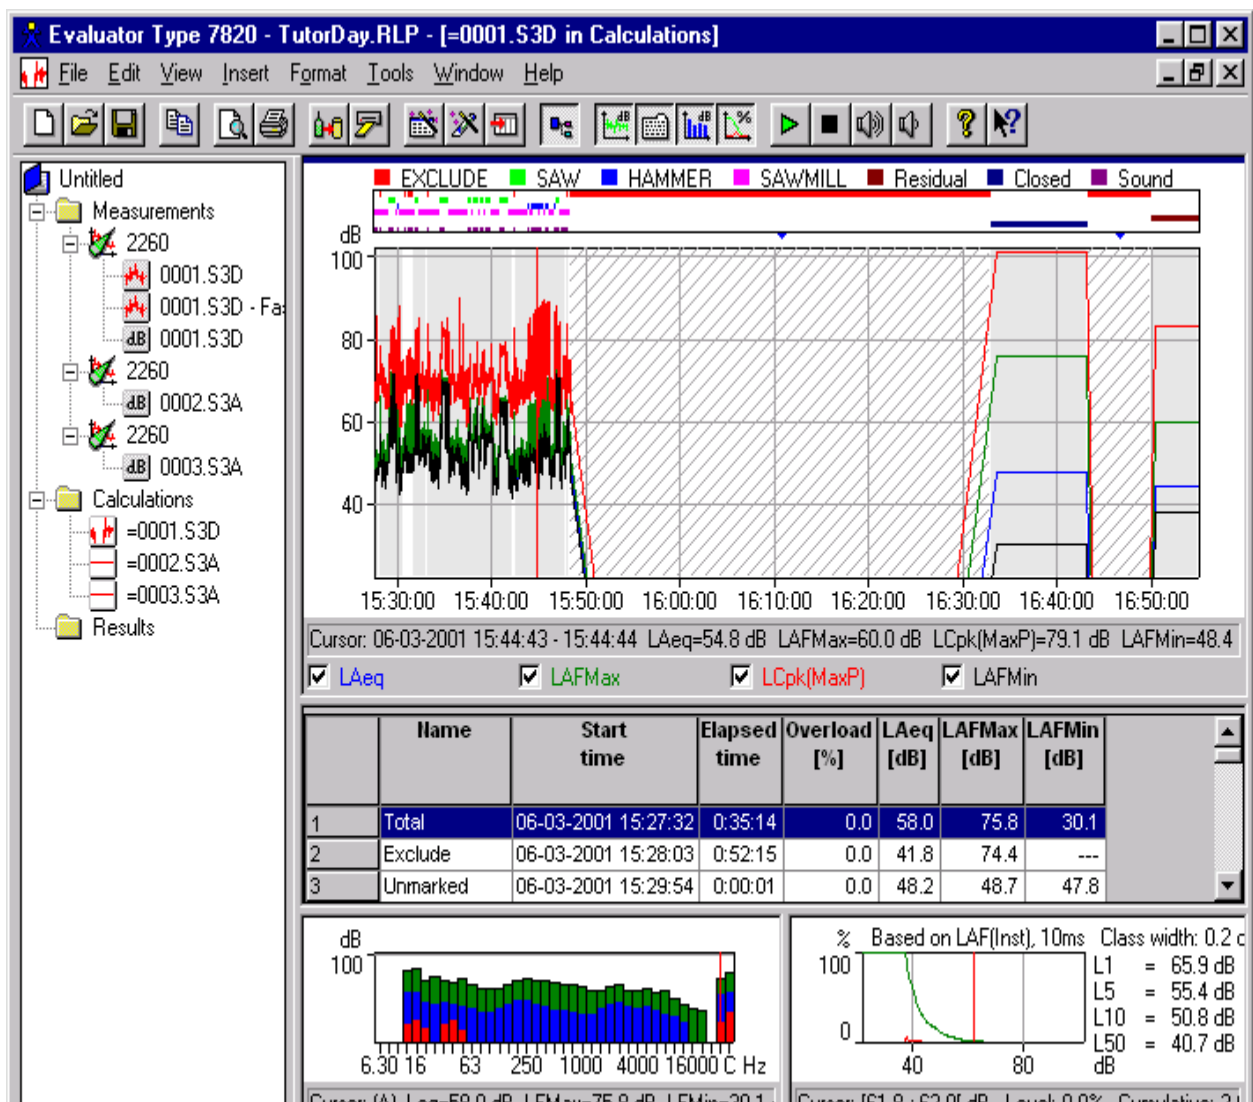 Evaluator Type 7820 - TutorDay.RLP - [=0001.S3D in Calculations]
File Edit View Insert Format Tools Window Help
Untitled
Measurements
2260
0001.S3D
0001.S3D - Fa
0001.S3D
2260
0002.S3A
2260
0003.S3A
Calculations
=0001.S3D
=0002.S3A
=0003.S3A
Results
EXCLUDE SAW HAMMER SAWMILL Residual Closed Sound
dB
100
80
60
40
15:30:00 15:40:00 15:50:00 16:00:00 16:10:00 16:20:00 16:30:00 16:40:00 16:50:00
Cursor: 06-03-2001 15:44:43 - 15:44:44 LAeq=54.8 dB LAFMax=60.0 dB LCpk(MaxP)=79.1 dB LAFMin=48.4
LAeq LAFMax LCpk(MaxP) LAFMin
Name Start time Elapsed time Overload [%] LAeq [dB] LAFMax [dB] LAFMin [dB]
1 Total 06-03-2001 15:27:32 0:35:14 0.0 58.0 75.8 30.1
2 Exclude 06-03-2001 15:28:03 0:52:15 0.0 41.8 74.4 ---
3 Unmarked 06-03-2001 15:29:54 0:00:01 0.0 48.2 48.7 47.8
dB
100
6.30 16 63 250 1000 4000 16000 C Hz
% Based on LAF(Inst), 10ms Class width: 0.2 d
100
0
40 80 dB
L1 = 65.9 dB
L5 = 55.4 dB
L10 = 50.8 dB
L50 = 40.7 dB